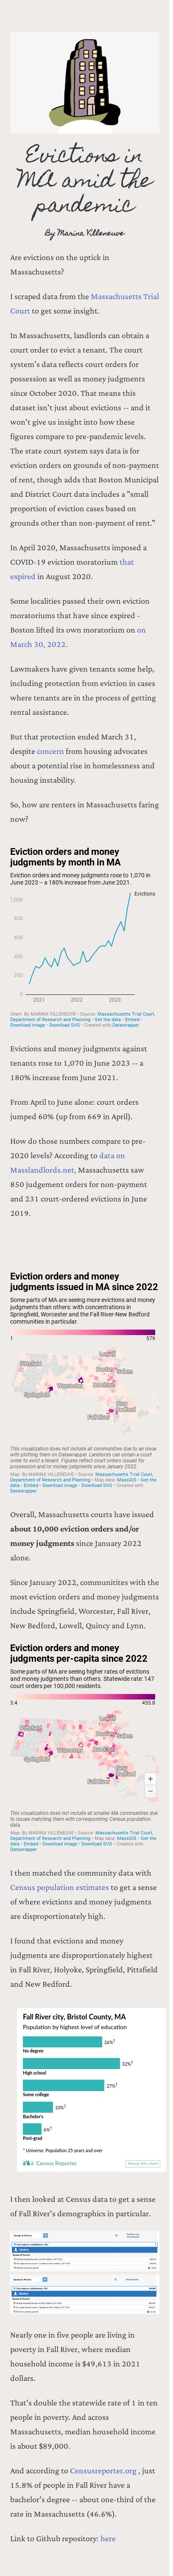 Evictions in
MA amid the
pandemic
By Marina Villeneuve
Are evictions on the uptick in
Massachusetts?
I scraped data from the Massachusetts Trial
Court to get some insight.
In Massachusetts, landlords can obtain a
court order to evict a tenant. The court
system's data reflects court orders for
possession as well as money judgments
since October 2020. That means this
dataset isn't just about evictions -- and it
won't give us insight into how these
figures compare to pre-pandemic levels.
The state court system says data is for
eviction orders on grounds of non-payment
of rent, though adds that Boston Municipal
and District Court data includes a "small
proportion of eviction cases based on
grounds other than non-payment of rent."
In April 2020, Massachusetts imposed a
COVID-19 eviction moratorium that
expired in August 2020.
Some localities passed their own eviction
moratoriums that have since expired -
Boston lifted its own moratorium on on
March 30, 2022.
Lawmakers have given tenants some help,
including protection from eviction in cases
where tenants are in the process of getting
rental assistance.
But that protection ended March 31,
despite concern from housing advocates
about a potential rise in homelessness and
housing instability.
So, how are renters in Massachusetts faring
now?
Eviction orders and money
judgments by month in MA
Eviction orders and money judgments rose to 1,070 in
June 2023 -- a 180% increase from June 2021.
Evictions
1,000
800
600
400
200
0
2021 2022 2023
Chart: By MARINA VILLENEUVE • Source: Massachusetts Trial Court,
Department of Research and Planning • Get the data • Embed •
Download image • Download SVG • Created with Datawrapper
Evictions and money judgments against
tenants rose to 1,070 in June 2023 -- a
180% increase from June 2021.
From April to June alone: court orders
jumped 60% (up from 669 in April).
How do those numbers compare to pre-
2020 levels? According to data on
Masslandlords.net, Massachusetts saw
850 judgement orders for non-payment
and 231 court-ordered evictions in June
2019.
Eviction orders and money
judgments issued in MA since 2022
Some parts of MA are seeing more evictions and money
judgments than others: with concentrations in
Springfield, Worcester and the Fall River-New Bedford
communities in particular.
1 579
Pittsfield
Lowell
Boston Salem
Worcester
Brockton
Springfield
New
Bedford
Fall River
This visualization does not include all communities due to an issue
with plotting them on Datawrapper. Landlords can obtain a court
order to evict a tenant. Figures reflect court orders issued for
possession and/or money judgments since January 2022.
Map: By MARINA VILLENEUVE • Source: Massachusetts Trial Court,
Department of Research and Planning • Map data: MassGIS • Get the
data • Embed • Download image • Download SVG • Created with
Datawrapper
Overall, Massachusetts courts have issued
about 10,000 eviction orders and/or
money judgments since January 2022
alone.
Since January 2022, communities with the
most eviction orders and money judgments
include Springfield, Worcester, Fall River,
New Bedford, Lowell, Quincy and Lynn.
Eviction orders and money
judgments per-capita since 2022
Some parts of MA are seeing higher rates of evictions
and money judgments than others. Statewide rate: 147
court orders per 100,000 residents.
3.4 455.8
Pittsfield
Lowell
Boston Salem
Worcester
Brockton
Springfield
New
Bedford
Fall River
+
−
This visualization does not include all smaller MA communities due
to issues matching them with corresponding Census population
data.
Map: By MARINA VILLENEUVE • Source: Massachusetts Trial Court,
Department of Research and Planning • Map data: MassGIS • Get the
data • Embed • Download image • Download SVG • Created with
Datawrapper
I then matched the community data with
Census population estimates to get a sense
of where evictions and money judgments
are disproportionately high.
I found that evictions and money
judgments are disproportionately highest
in Fall River, Holyoke, Springfield, Pittsfield
and New Bedford.
Fall River city, Bristol County, MA
Population by highest level of education
26%†
No degree
32%†
High school
27%†
Some college
10%†
Bachelor's
6%†
Post-grad
* Universe: Population 25 years and over
Census Reporter
I then looked at Census data to get a sense
of Fall River's demographics in particular.
Nearly one in five people are living in
poverty in Fall River, where median
household income is $49,613 in 2021
dollars.
That's double the statewide rate of 1 in ten
people in poverty. And across
Massachusetts, median household income
is about $89,000.
And according to Censusreporter.org , just
15.8% of people in Fall River have a
bachelor's degree -- about one-third of the
rate in Massachusetts (46.6%).
Link to Github repository: here